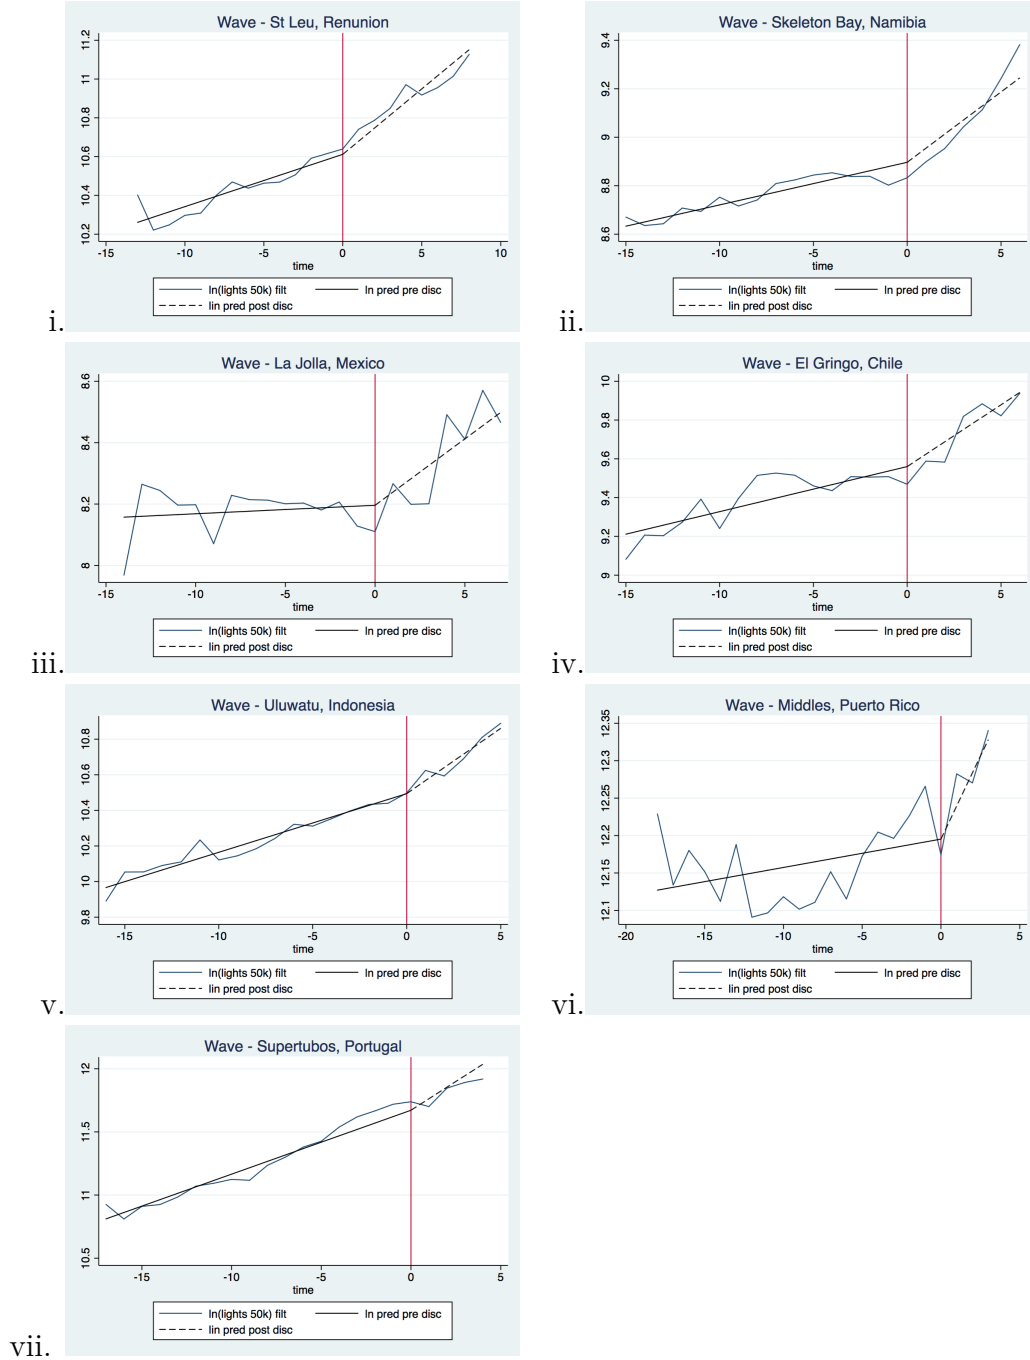 Wave - St Leu, Renunion
11.2
11
10.8
10.6
10.4
10.2
-15 -10 -5 0 5 10
time
ln(lights 50k) filt ln pred pre disc
lin pred post disc
i.
Wave - Skeleton Bay, Namibia
9.4
9.2
9
8.8
8.6
-15 -10 -5 0 5
time
ln(lights 50k) filt ln pred pre disc
lin pred post disc
ii.
Wave - La Jolla, Mexico
8.6
8.4
8.2
8
-15 -10 -5 0 5
time
ln(lights 50k) filt ln pred pre disc
lin pred post disc
iii.
Wave - El Gringo, Chile
10
9.8
9.6
9.4
9.2
9
-15 -10 -5 0 5
time
ln(lights 50k) filt ln pred pre disc
lin pred post disc
iv.
Wave - Uluwatu, Indonesia
10.8
10.6
10.4
10.2
10
9.8
-15 -10 -5 0 5
time
ln(lights 50k) filt ln pred pre disc
lin pred post disc
v.
Wave - Middles, Puerto Rico
12.35
12.3
12.25
12.2
12.15
12.1
-20 -15 -10 -5 0 5
time
ln(lights 50k) filt ln pred pre disc
lin pred post disc
vi.
Wave - Supertubos, Portugal
12
11.5
11
10.5
-15 -10 -5 0 5
time
ln(lights 50k) filt ln pred pre disc
lin pred post disc
vii.